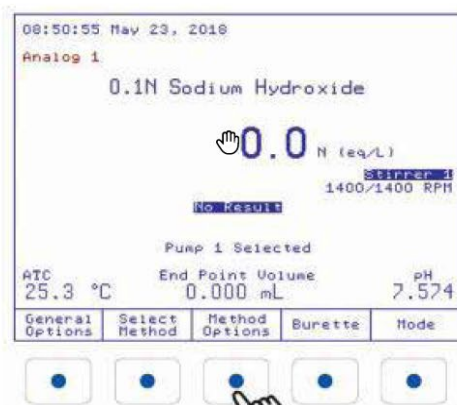 08:50:55 May 23, 2018
Analog 1
0.1N Sodium Hydroxide
0.0 N (eq/L)
Stirrer 1
1400/1400 RPM
No Result
Pump 1 Selected
ATC End Point Volume pH
25.3 °C 0.000 mL 7.574
General Options Select Method Method Options Burette Mode